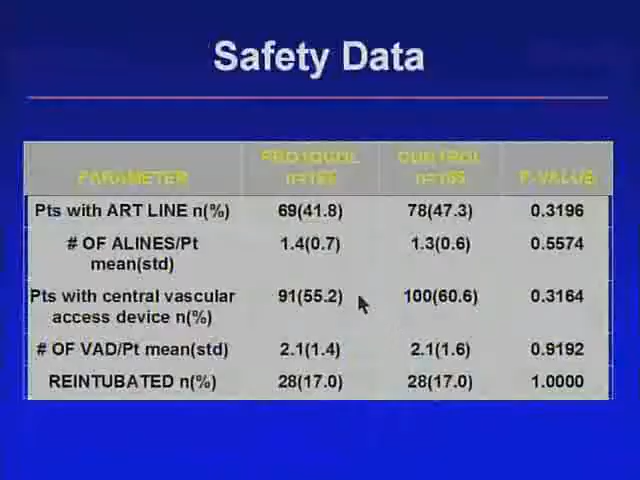 Safety Data
PROTOCOL CONTROL
PARAMETER n=165 n=165 P-VALUE
Pts with ART LINE n(%) 69(41.8) 78(47.3) 0.3196
# OF ALINES/Pt 1.4(0.7) 1.3(0.6) 0.5574
mean(std)
Pts with central vascular 91(55.2) 100(60.6) 0.3164
access device n(%)
# OF VAD/Pt mean(std) 2.1(1.4) 2.1(1.6) 0.9192
REINTUBATED n(%) 28(17.0) 28(17.0) 1.0000